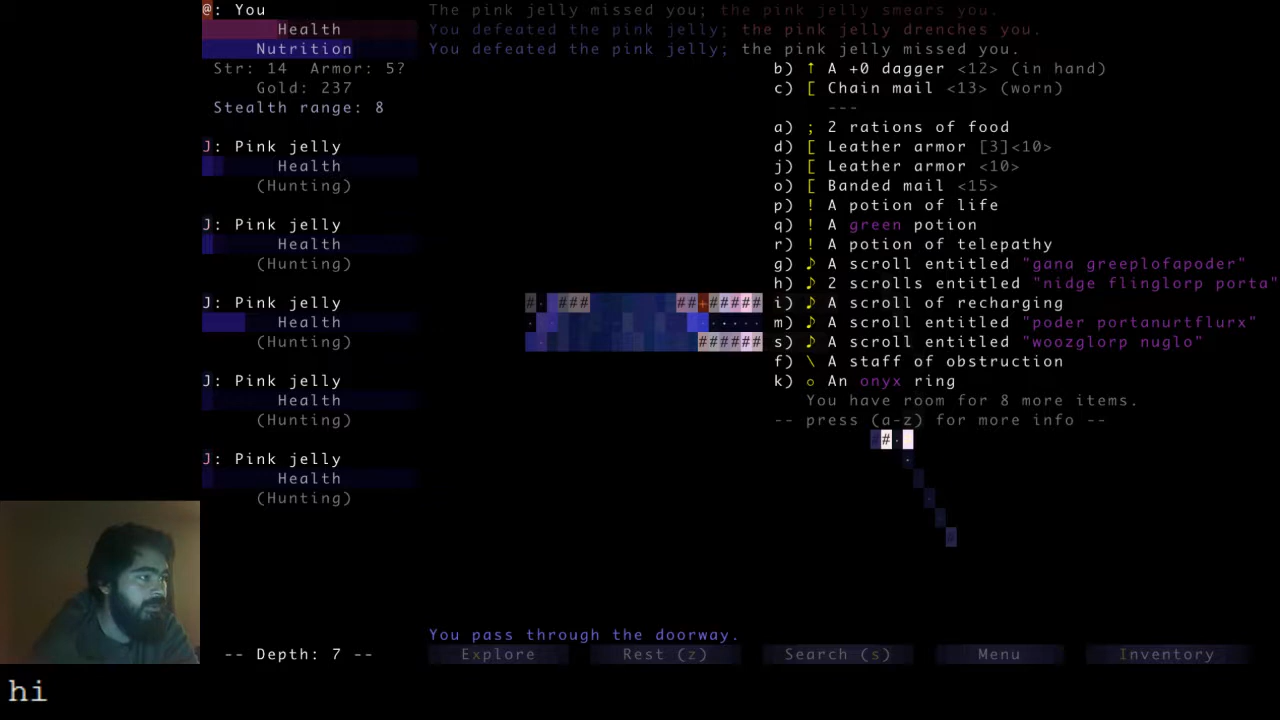 @: You
Health
Nutrition
Str: 14 Armor: 5?
Gold: 237
Stealth range: 8
J: Pink jelly
Health
(Hunting)
J: Pink jelly
Health
(Hunting)
J: Pink jelly
Health
(Hunting)
J: Pink jelly
Health
(Hunting)
J: Pink jelly
Health
(Hunting)
-- Depth: 7 --
The pink jelly missed you; the pink jelly smears you.
You defeated the pink jelly; the pink jelly drenches you.
You defeated the pink jelly; the pink jelly missed you.
b) ↑ A +0 dagger <12> (in hand)
c) [ Chain mail <13> (worn)
---
a) ; 2 rations of food
d) [ Leather armor [3]<10>
j) [ Leather armor <10>
o) [ Banded mail <15>
p) ! A potion of life
q) ! A green potion
r) ! A potion of telepathy
g) ♪ A scroll entitled "gana greeplofapoder"
h) ♪ 2 scrolls entitled "nidge flinglorp porta"
i) ♪ A scroll of recharging
m) ♪ A scroll entitled "poder portanurtflurx"
s) ♪ A scroll entitled "woozglorp nuglo"
f) \ A staff of obstruction
k) o An onyx ring
You have room for 8 more items.
-- press (a-z) for more info --
You pass through the doorway.
Explore Rest (z) Search (s) Menu Inventory
hi